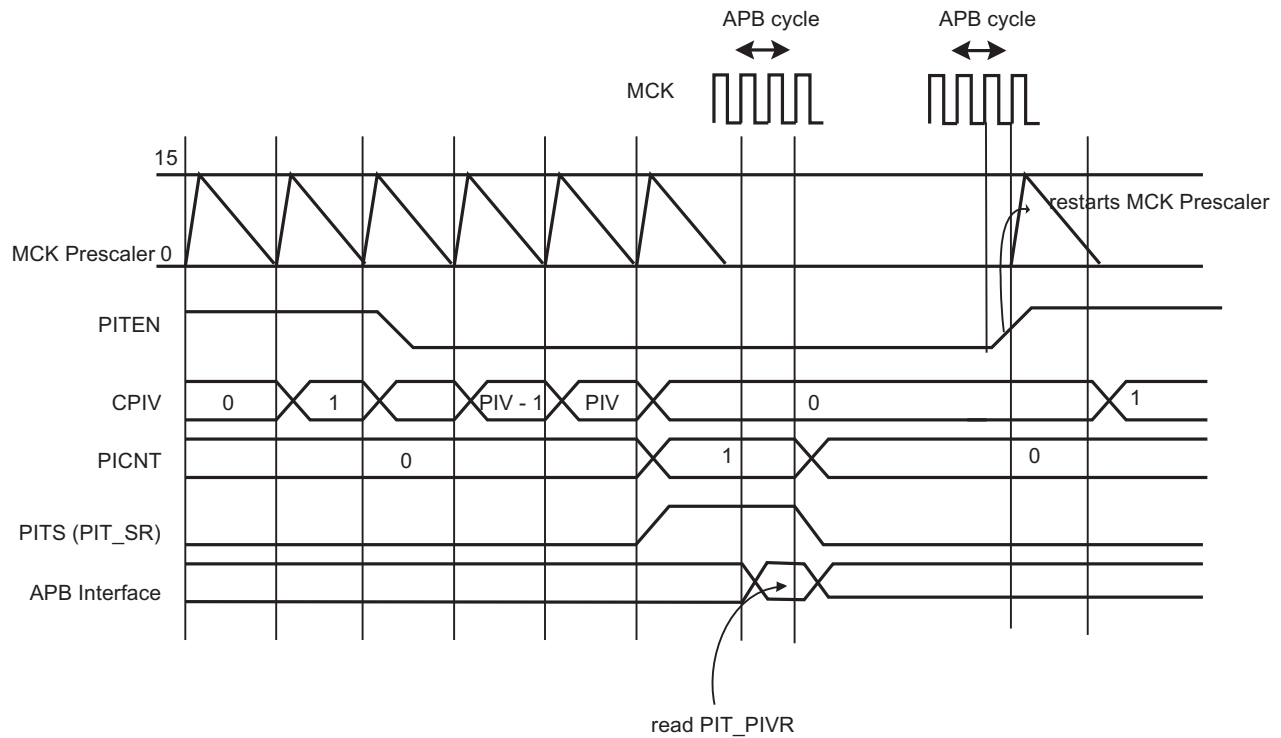 APB cycle
APB cycle
MCK
15
restarts MCK Prescaler
MCK Prescaler 0
PITEN
CPIV
0
1
PIV - 1
PIV
0
1
PICNT
0
1
0
PITS (PIT_SR)
APB Interface
read PIT_PIVR